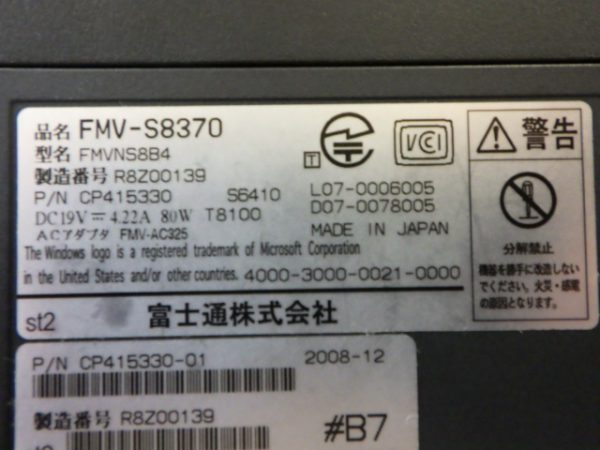 品名 FMV-S8370
型名 FMVNS8B4
製造番号 R8Z00139
P/N CP415330 S6410
DC19V 4.22A 80W T8100
ACアダプタ FMV-AC325
T
L07-0006005
D07-0078005
MADE IN JAPAN
VCCI
The Windows logo is a registered trademark of Microsoft Corporation
in the United States and/or other countries. 4000-3000-0021-0000
st2 富士通株式会社
警告
分解禁止
機器を勝手に改造しない
でください。火災・感電
の原因となります。
P/N CP415330-01 2008-12
製造番号 R8Z00139
#B7